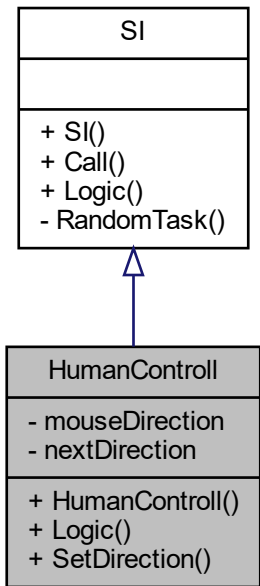 SI
+ SI()
+ Call()
+ Logic()
- RandomTask()
HumanControll
- mouseDirection
- nextDirection
+ HumanControll()
+ Logic()
+ SetDirection()